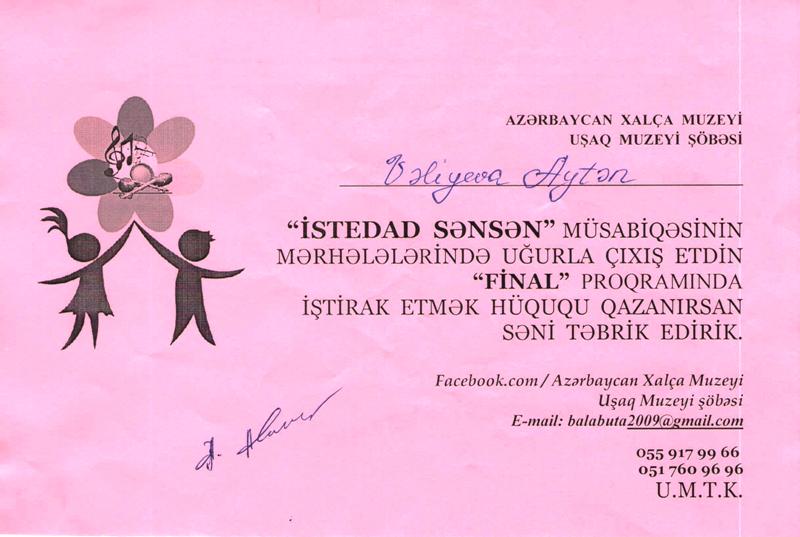 AZƏRBAYCAN XALÇA MUZEYİ
UŞAQ MUZEYİ ŞÖBƏSİ
Vəliyeva Aytən
“İSTEDAD SƏNSƏN” MÜSABİQƏSİNİN
MƏRHƏLƏLƏRİNDƏ UĞURLA ÇIXIŞ ETDİN
“FİNAL” PROQRAMINDA
İŞTİRAK ETMƏK HÜQUQU QAZANIRSAN
SƏNİ TƏBRİK EDİRİK.
Facebook.com / Azərbaycan Xalça Muzeyi
Uşaq Muzeyi şöbəsi
E-mail: balabuta2009@gmail.com
055 917 99 66
051 760 96 96
U.M.T.K.